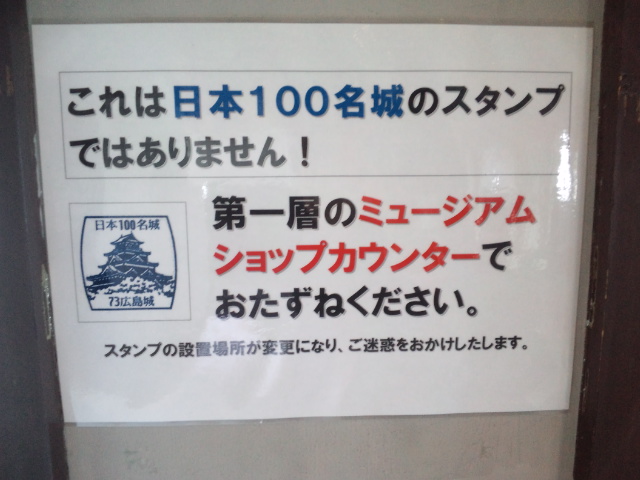 これは日本100名城のスタンプ
ではありません!
日本100名城
73広島城
第一層のミュージアム
ショップカウンターで
おたずねください。
スタンプの設置場所が変更になり、ご迷惑をおかけしたします。